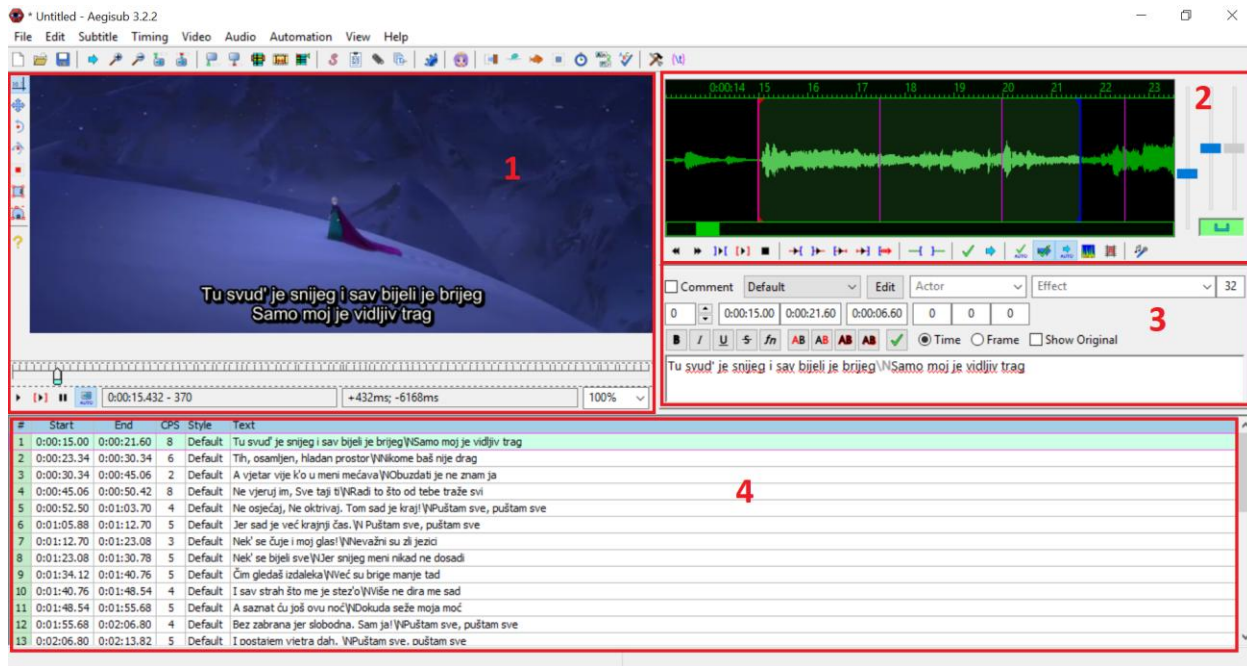 * Untitled - Aegisub 3.2.2
File Edit Subtitle Timing Video Audio Automation View Help
1
Tu svud' je snijeg i sav bijeli je brijeg
Samo moj je vidljiv trag
0:00:15.432 - 370
+432ms; -6168ms
100%
0:00:14 15 16 17 18 19 20 21 22 23
2
Comment Default Edit Actor Effect 32
0 0:00:15.00 0:00:21.60 0:00:06.60 0 0 0
3
B I U S fn AB AB AB AB Time Frame Show Original
Tu svud' je snijeg i sav bijeli je brijeg\NSamo moj je vidljiv trag
# Start End CPS Style Text
1 0:00:15.00 0:00:21.60 8 Default Tu svud' je snijeg i sav bijeli je brijeg\NSamo moj je vidljiv trag
2 0:00:23.34 0:00:30.34 6 Default Tih, osamljen, hladan prostor\NNikome baš nije drag
3 0:00:30.34 0:00:45.06 2 Default A vjetar vije k'o u meni mećava\NObuzdati je ne znam ja
4 0:00:45.06 0:00:50.42 8 Default Ne vjeruj im, Sve taji ti\NRadi to što od tebe traže svi
5 0:00:52.50 0:01:03.70 4 Default Ne osjećaj, Ne oktrivaj. Tom sad je kraj! \NPuštam sve, puštam sve
6 0:01:05.88 0:01:12.70 5 Default Jer sad je već krajnji čas. \N Puštam sve, puštam sve
7 0:01:12.70 0:01:23.08 3 Default Nek' se čuje i moj glas! \NNevažni su zli jezici
8 0:01:23.08 0:01:30.78 5 Default Nek' se bijeli sve\NJer snijeg meni nikad ne dosadi
9 0:01:34.12 0:01:40.76 5 Default Čim gledaš izdaleka\NVeć su brige manje tad
10 0:01:40.76 0:01:48.54 4 Default I sav strah što me je stez'o\NViše ne dira me sad
11 0:01:48.54 0:01:55.68 5 Default A saznat ću još ovu noć\NDokuda seže moja moć
12 0:01:55.68 0:02:06.80 4 Default Bez zabrana jer slobodna. Sam ja! \NPuštam sve, puštam sve
13 0:02:06.80 0:02:13.82 5 Default I postajem vjetra dah. \NPuštam sve, puštam sve
4